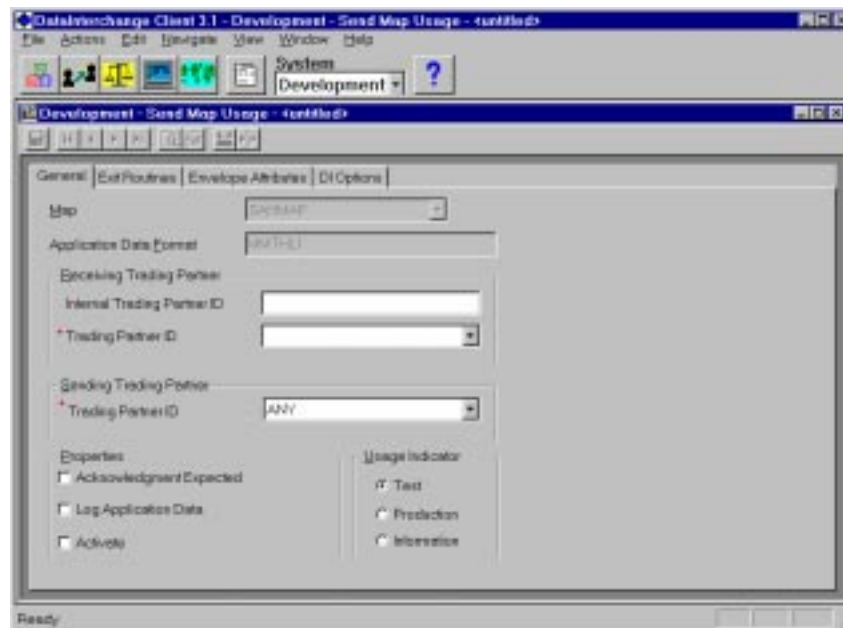 DataInterchange Client 3.1 - Development - Send Map Usage - <untitled>
File Actions Edit Navigate View Window Help
System
Development
?
Development - Send Map Usage - <untitled>
General Exit Routines Envelope Attributes DI Options
Map
Application Data Format
Receiving Trading Partner
Internal Trading Partner ID
* Trading Partner ID
Sending Trading Partner
* Trading Partner ID ANY
Properties Usage Indicator
Acknowledgment Expected
Test
Log Application Data
Production
Activate
Information
Ready